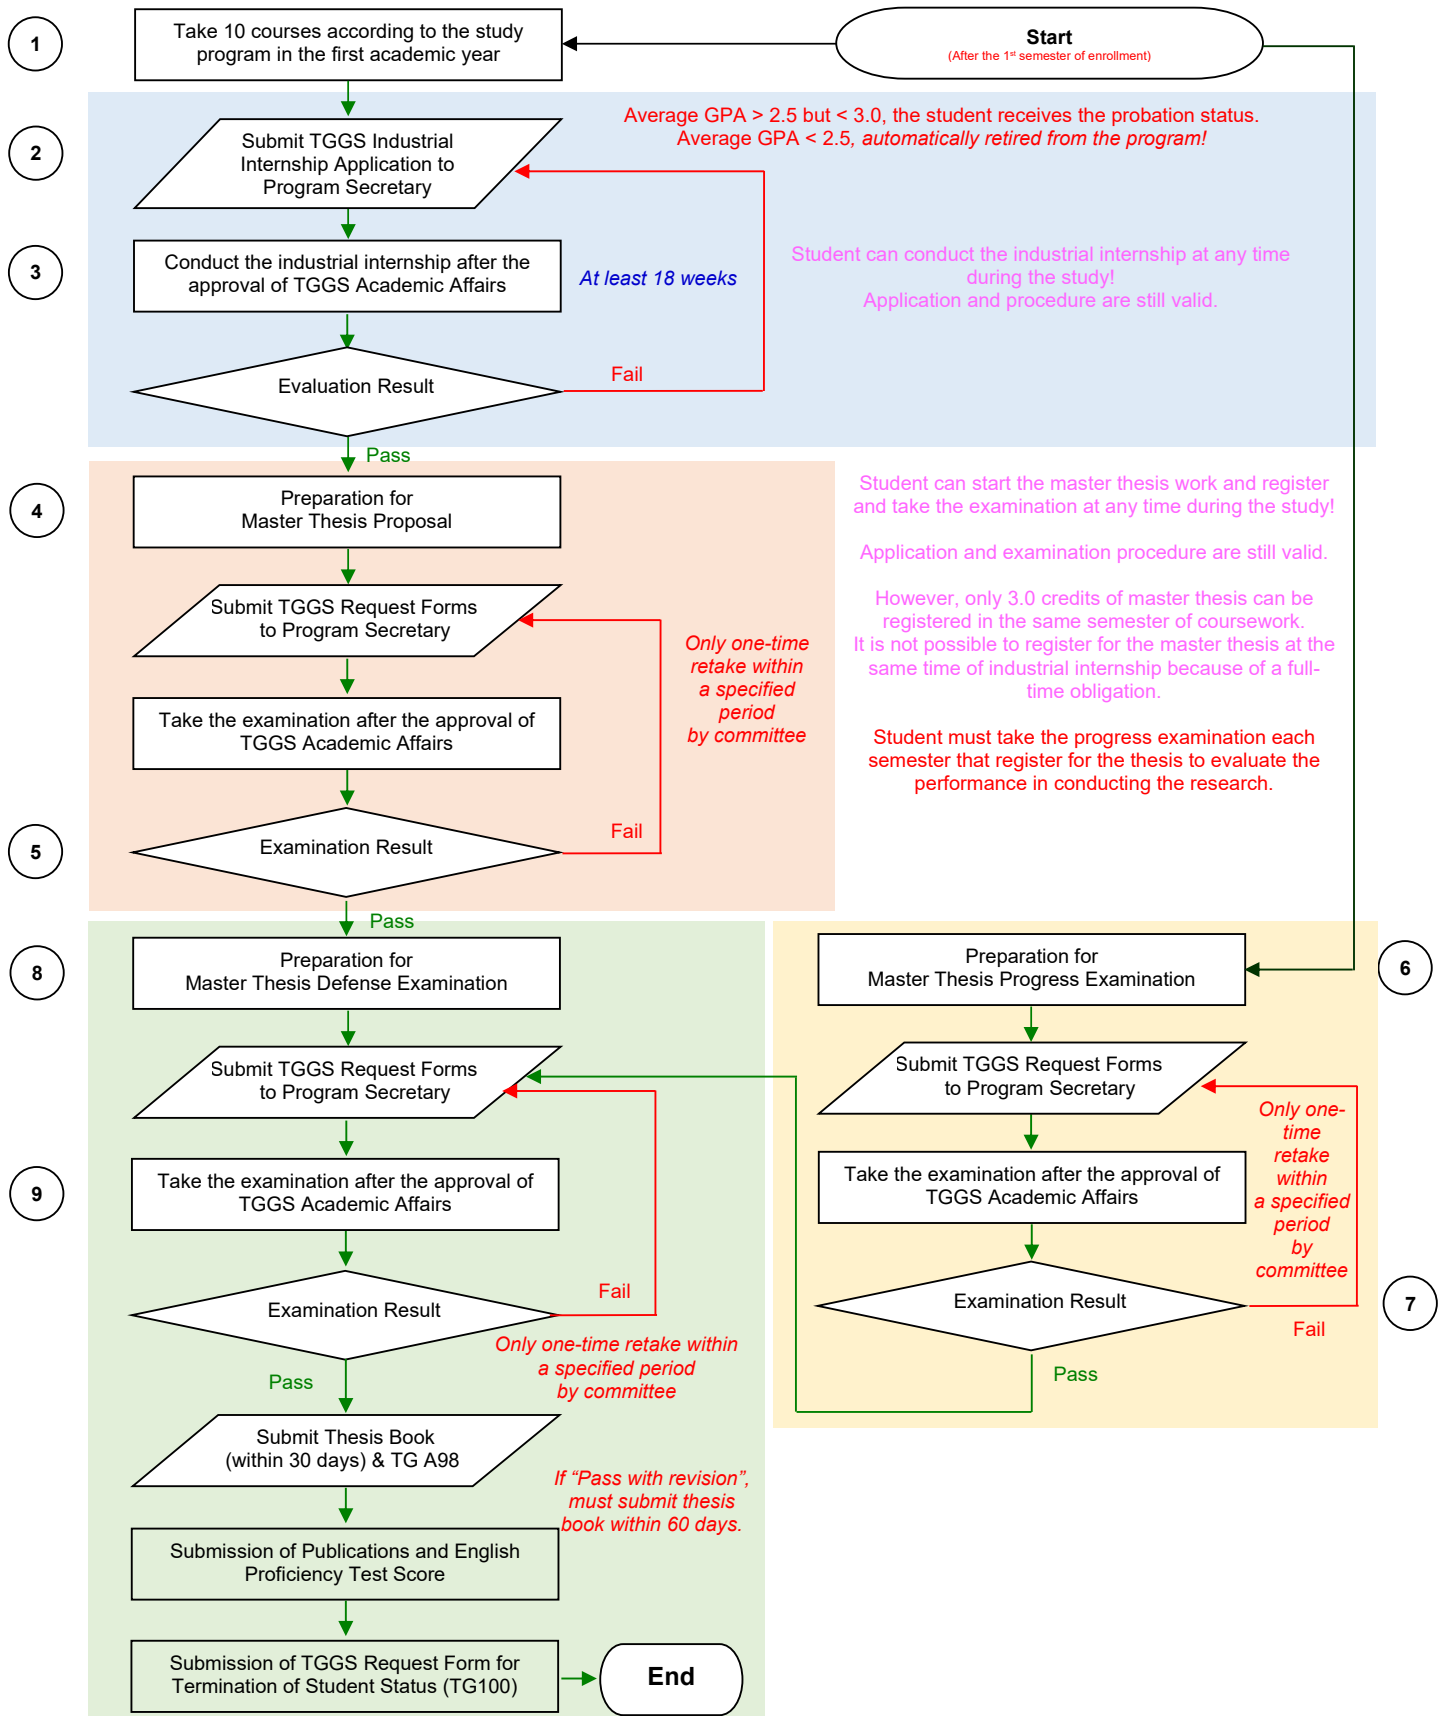 1
Take 10 courses according to the study
program in the first academic year
Start
(After the 1st semester of enrollment)
Average GPA > 2.5 but < 3.0, the student receives the probation status.
Average GPA < 2.5, automatically retired from the program!
2
Submit TGGS Industrial
Internship Application to
Program Secretary
3
Conduct the industrial internship after the
approval of TGGS Academic Affairs
At least 18 weeks
Student can conduct the industrial internship at any time
during the study!
Application and procedure are still valid.
Evaluation Result
Fail
Pass
4
Preparation for
Master Thesis Proposal
Submit TGGS Request Forms
to Program Secretary
Only one-time
retake within
a specified
period
by committee
Take the examination after the approval of
TGGS Academic Affairs
5
Examination Result
Fail
Pass
Student can start the master thesis work and register
and take the examination at any time during the study!
Application and examination procedure are still valid.
However, only 3.0 credits of master thesis can be
registered in the same semester of coursework.
It is not possible to register for the master thesis at the
same time of industrial internship because of a full-
time obligation.
Student must take the progress examination each
semester that register for the thesis to evaluate the
performance in conducting the research.
8
Preparation for
Master Thesis Defense Examination
Submit TGGS Request Forms
to Program Secretary
9
Take the examination after the approval of
TGGS Academic Affairs
Examination Result
Fail
Only one-time retake within
a specified period
by committee
Pass
Submit Thesis Book
(within 30 days) & TG A98
If “Pass with revision”,
must submit thesis
book within 60 days.
Submission of Publications and English
Proficiency Test Score
Submission of TGGS Request Form for
Termination of Student Status (TG100)
End
6
Preparation for
Master Thesis Progress Examination
Submit TGGS Request Forms
to Program Secretary
Only one-
time
retake
within
a specified
period
by
committee
Take the examination after the approval of
TGGS Academic Affairs
7
Examination Result
Fail
Pass